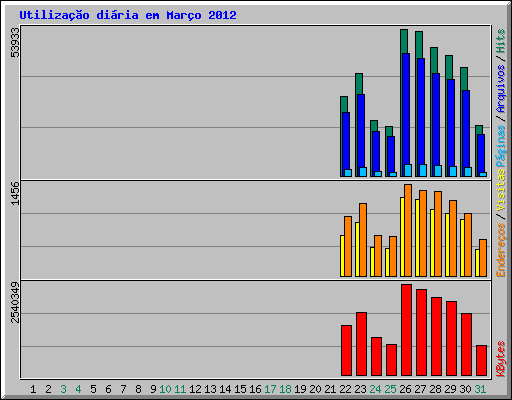 Utilização diária em Março 2012
53933
1456
2540349
Páginas / Arquivos / Hits
Endereços / Visitas
KBytes
1 2 3 4 5 6 7 8 9 10 11 12 13 14 15 16 17 18 19 20 21 22 23 24 25 26 27 28 29 30 31